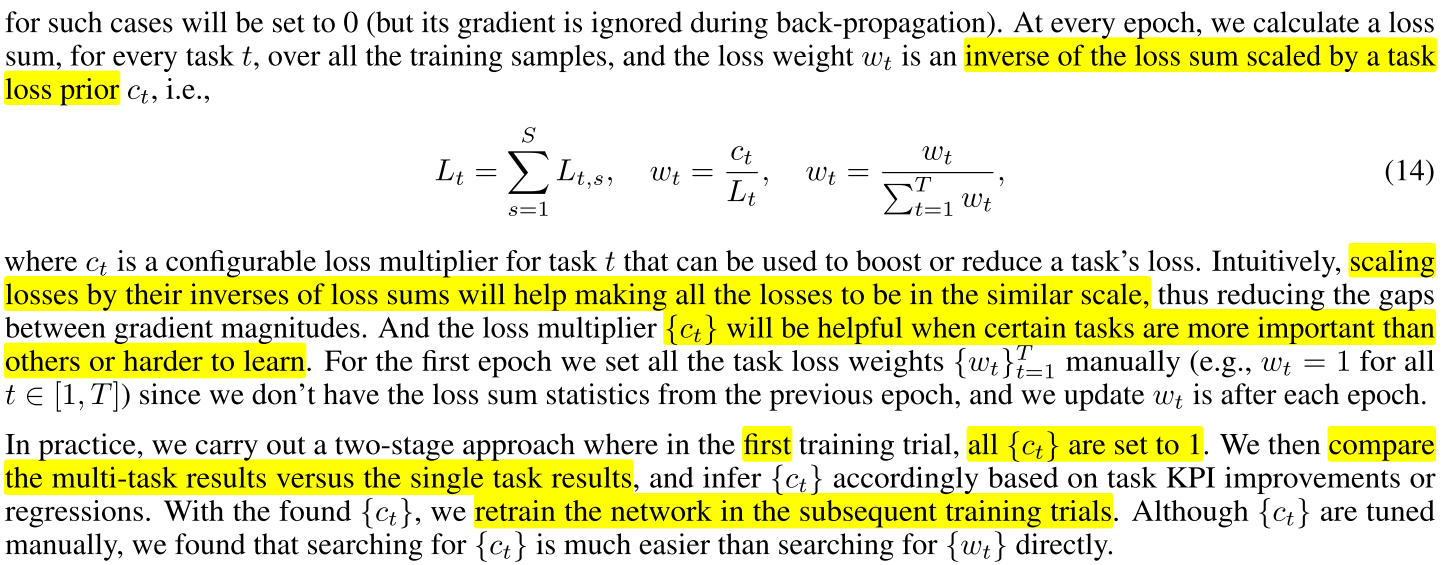 for such cases will be set to 0 (but its gradient is ignored during back-propagation). At every epoch, we calculate a loss
sum, for every task t, over all the training samples, and the loss weight w_t is an inverse of the loss sum scaled by a task
loss prior c_t, i.e.,
L_t = \sum_{s=1}^{S} L_{t,s}, w_t = \frac{c_t}{L_t}, w_t = \frac{w_t}{\sum_{t=1}^{T} w_t}, (14)
where c_t is a configurable loss multiplier for task t that can be used to boost or reduce a task's loss. Intuitively, scaling
losses by their inverses of loss sums will help making all the losses to be in the similar scale, thus reducing the gaps
between gradient magnitudes. And the loss multiplier {c_t} will be helpful when certain tasks are more important than
others or harder to learn. For the first epoch we set all the task loss weights {w_t}_{t=1}^{T} manually (e.g., w_t = 1 for all
t ∈ [1, T]) since we don't have the loss sum statistics from the previous epoch, and we update w_t is after each epoch.
In practice, we carry out a two-stage approach where in the first training trial, all {c_t} are set to 1. We then compare
the multi-task results versus the single task results, and infer {c_t} accordingly based on task KPI improvements or
regressions. With the found {c_t}, we retrain the network in the subsequent training trials. Although {c_t} are tuned
manually, we found that searching for {c_t} is much easier than searching for {w_t} directly.